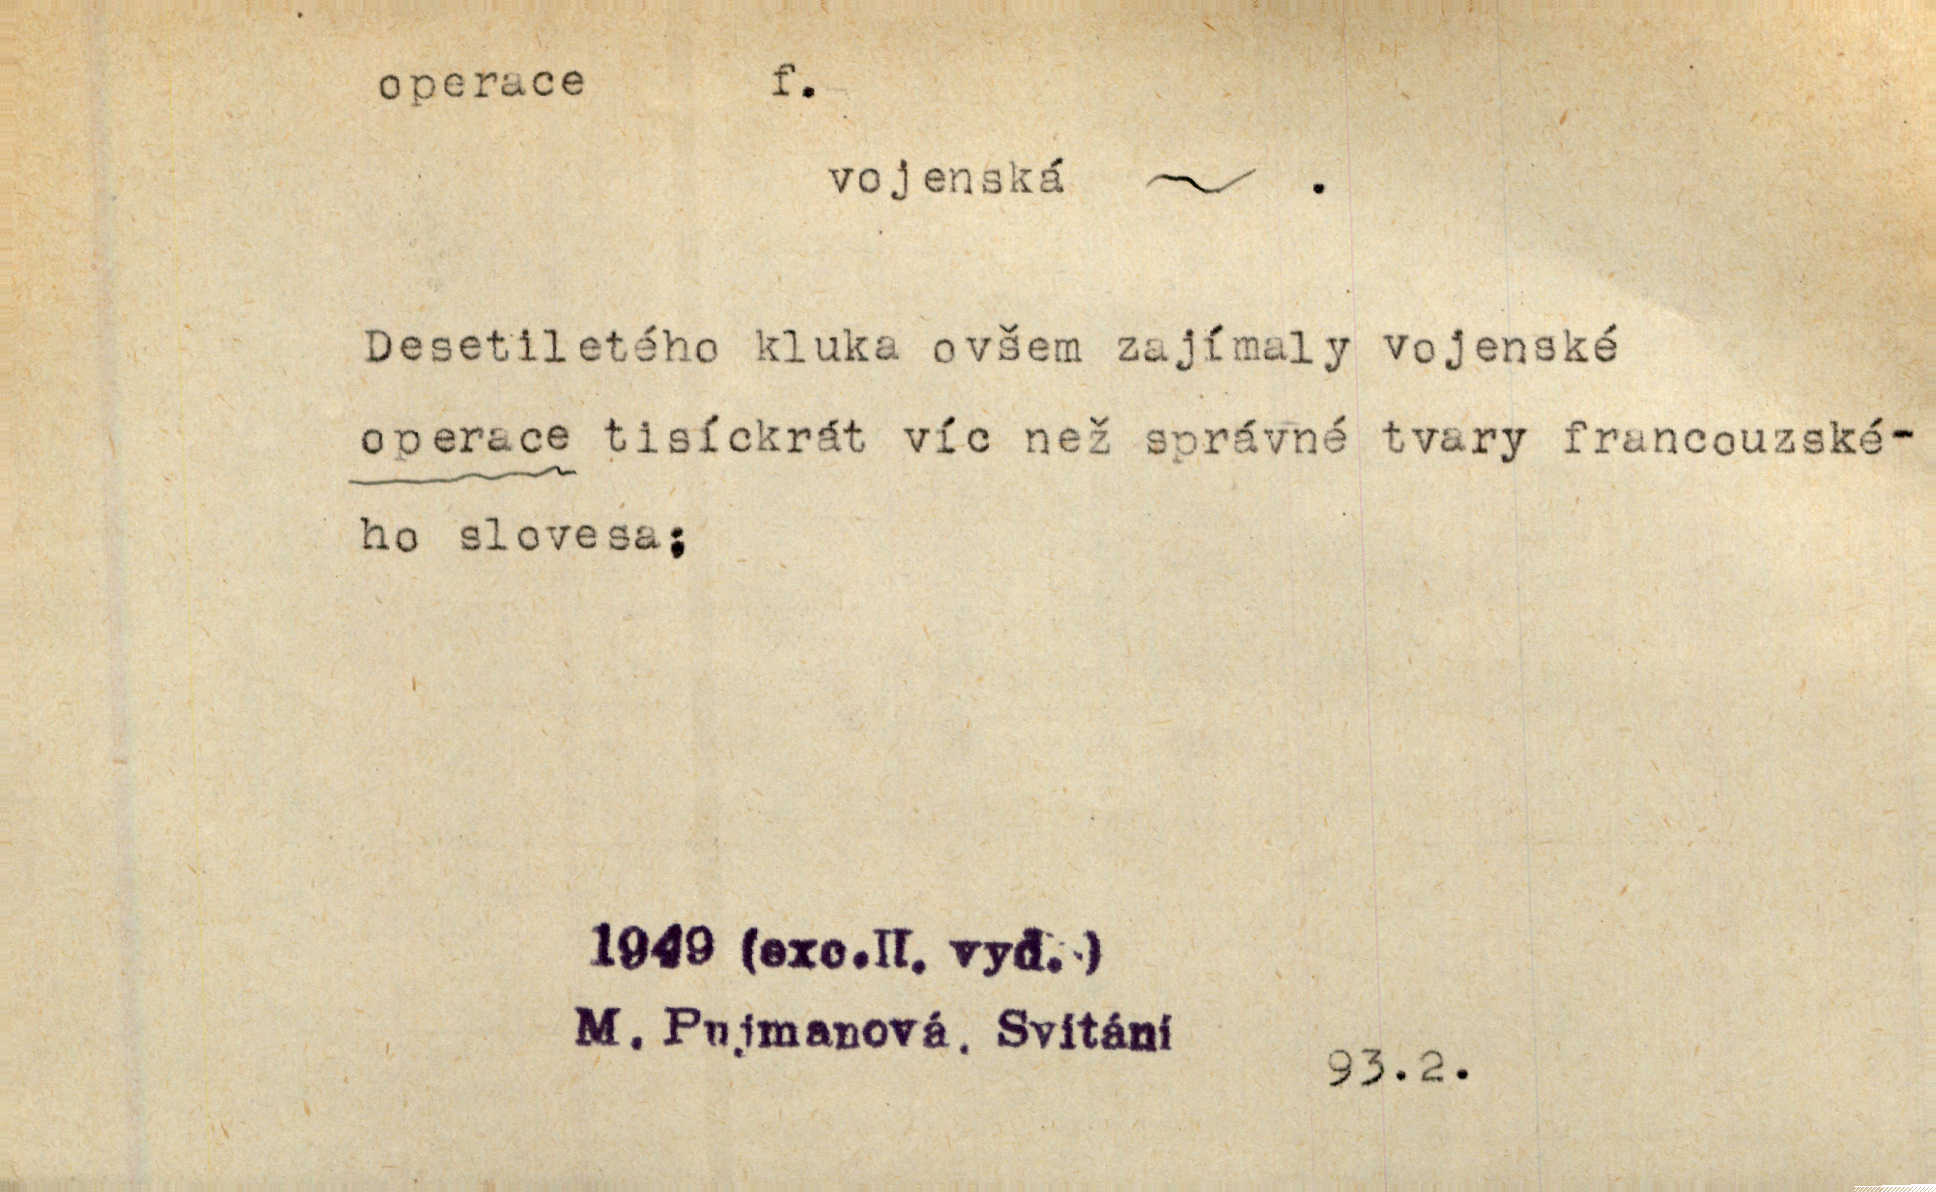 operace f.
vojenská ~ .
Desetiletého kluka ovšem zajímaly vojenské
operace tisíckrát víc než správné tvary francouzské-
ho slovesa;
1949 (exc.II. vyd.)
M. Pujmanová, Svítání
93.2.